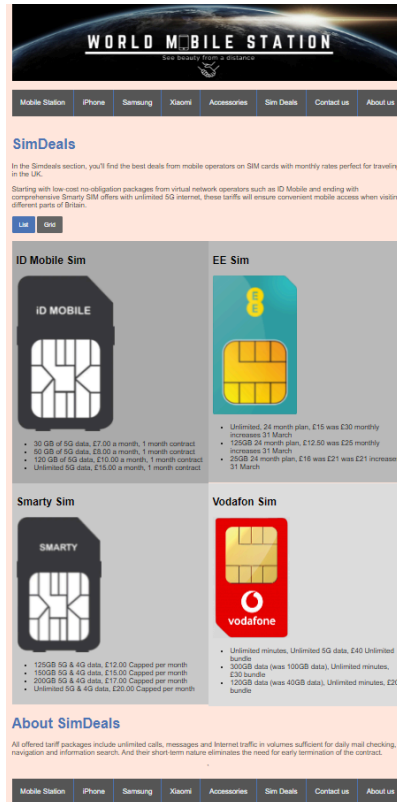 WORLD MOBILE STATION
See beauty from a distance
Mobile Station iPhone Samsung Xiaomi Accessories Sim Deals Contact us About us
SimDeals
In the Simdeals section, you'll find the best deals from mobile operators on SIM cards with monthly rates perfect for traveling
in the UK.
Starting with low-cost no-obligation packages from virtual network operators such as ID Mobile and ending with
comprehensive Smarty SIM offers with unlimited 5G internet, these tariffs will ensure convenient mobile access when visiting
different parts of Britain.
List Grid
ID Mobile Sim
iD MOBILE
• 30 GB of 5G data, £7.00 a month, 1 month contract
• 50 GB of 5G data, £8.00 a month, 1 month contract
• 120 GB of 5G data, £10.00 a month, 1 month contract
• Unlimited 5G data, £15.00 a month, 1 month contract
EE Sim
EE
• Unlimited, 24 month plan, £15 was £30 monthly
increases 31 March
• 125GB 24 month plan, £12.50 was £25 monthly
increases 31 March
• 25GB 24 month plan, £16 was £21 was £21 increases
31 March
Smarty Sim
SMARTY
• 125GB 5G & 4G data, £12.00 Capped per month
• 150GB 5G & 4G data, £15.00 Capped per month
• 200GB 5G & 4G data, £17.00 Capped per month
• Unlimited 5G & 4G data, £20.00 Capped per month
Vodafon Sim
vodafone
• Unlimited minutes, Unlimited 5G data, £40 Unlimited
bundle
• 300GB data (was 100GB data), Unlimited minutes,
£30 bundle
• 120GB data (was 40GB data), Unlimited minutes, £20
bundle
About SimDeals
All offered tariff packages include unlimited calls, messages and Internet traffic in volumes sufficient for daily mail checking,
navigation and information search. And their short-term nature eliminates the need for early termination of the contract.
Mobile Station iPhone Samsung Xiaomi Accessories Sim Deals Contact us About us